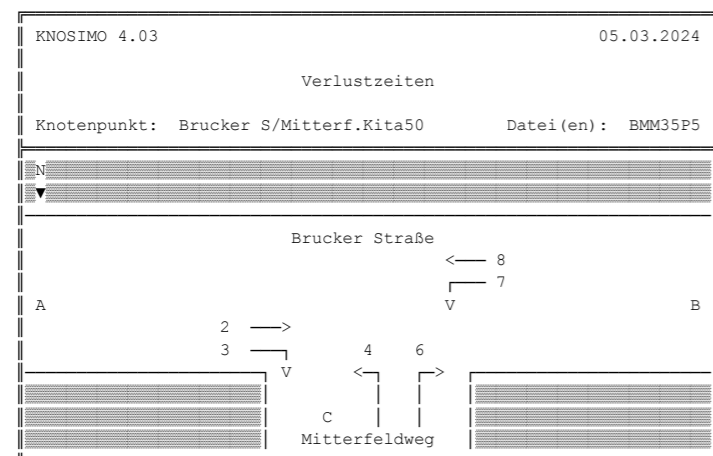 KNOSIMO 4.03 05.03.2024
Verlustzeiten
Knotenpunkt: Brucker S/Mitterf.Kita50 Datei(en): BMM35P5
N
Brucker Straße
8
7
A V B
2
3 4 6
V
C
Mitterfeldweg